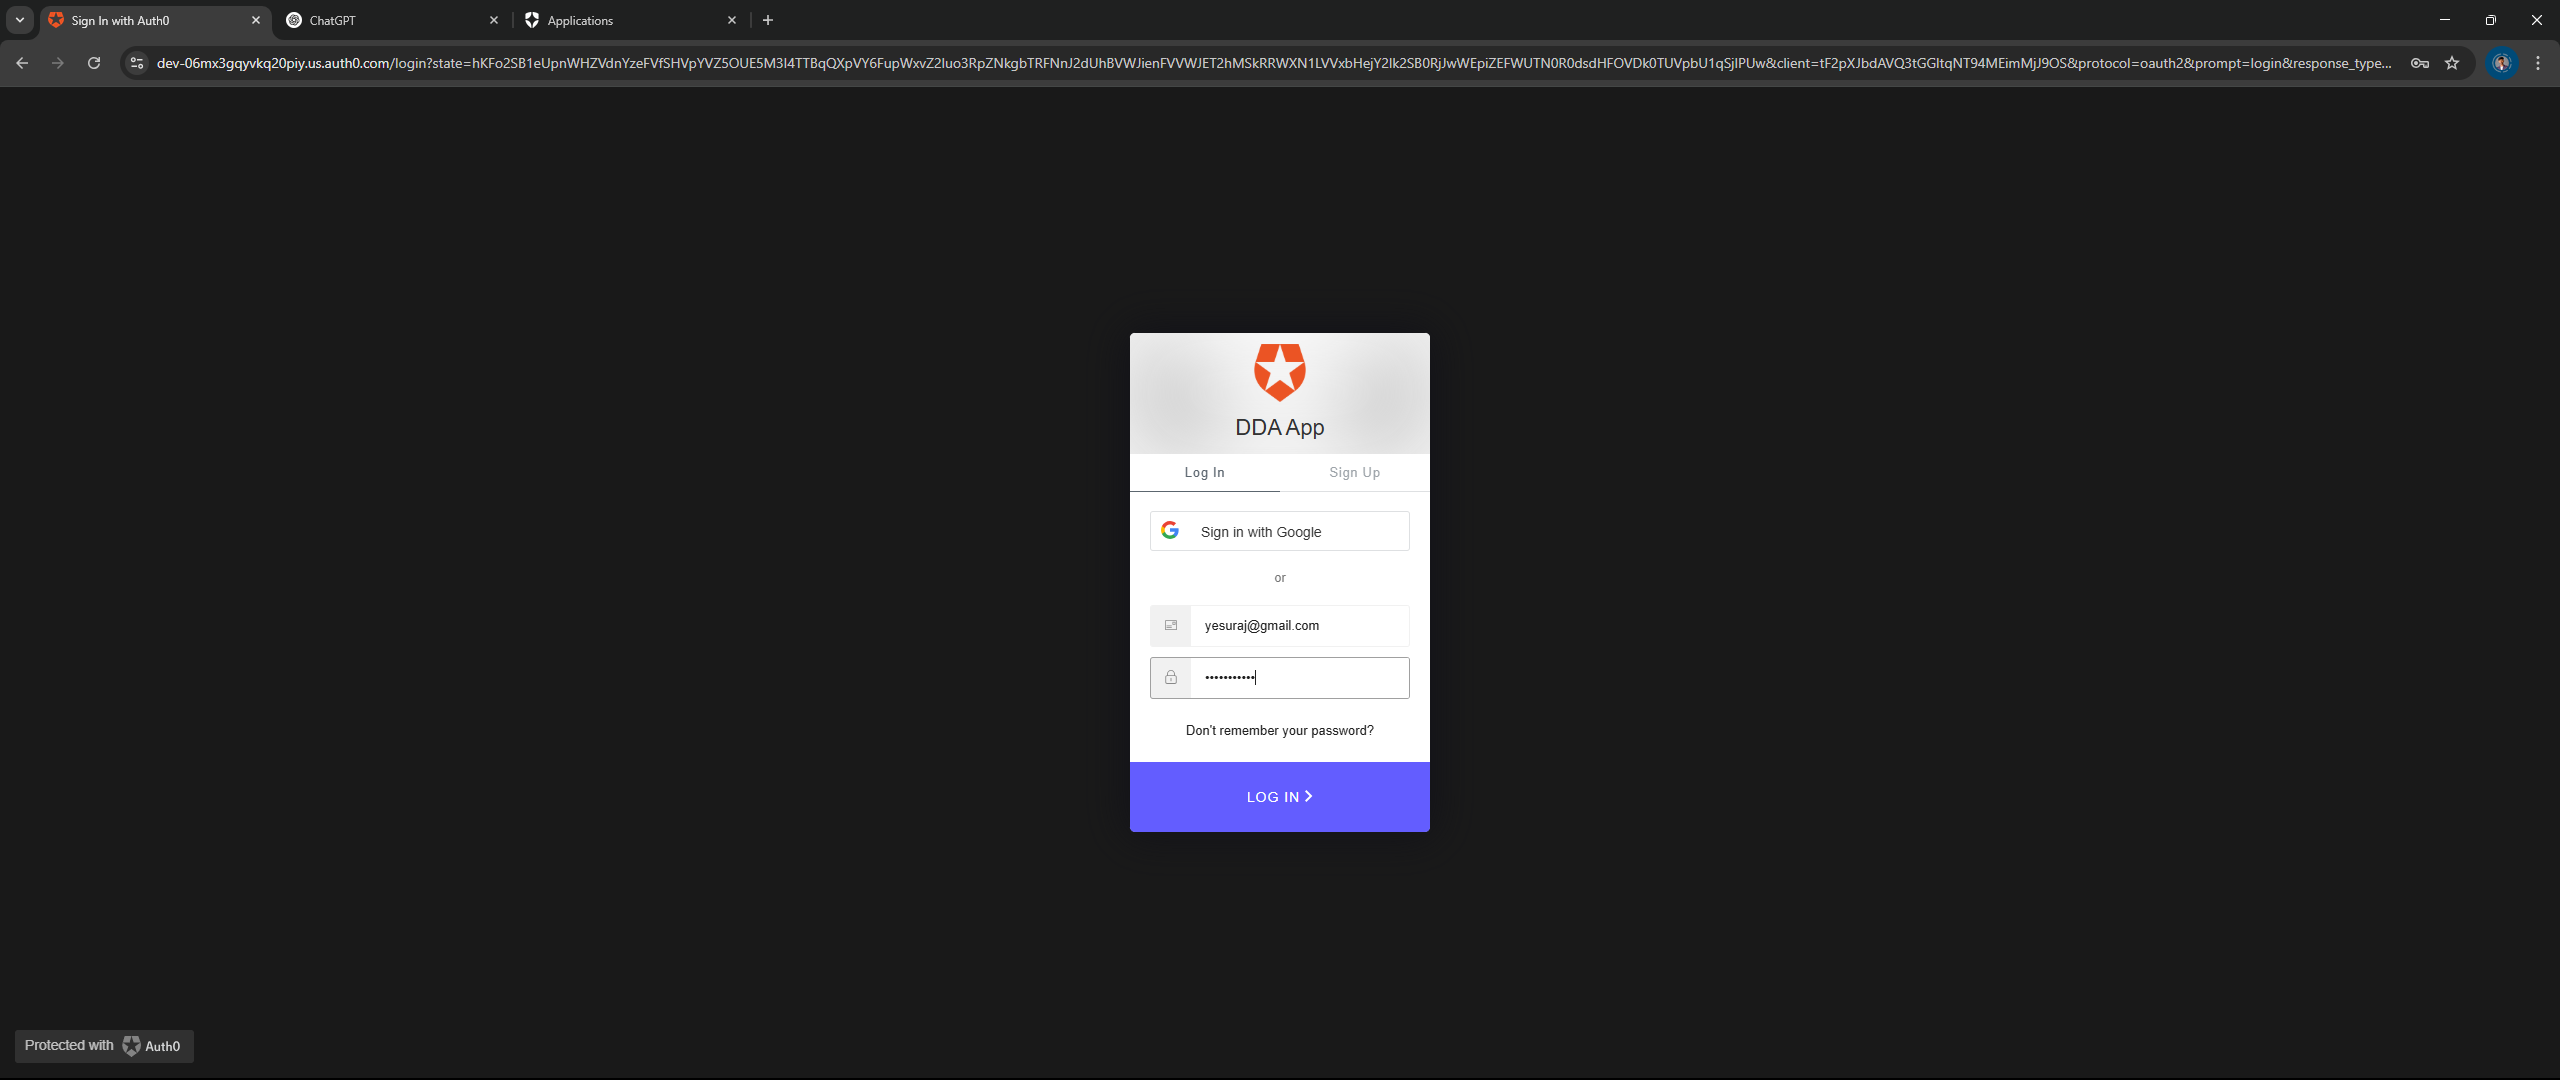 Sign In with Auth0
ChatGPT
Applications
dev-06mx3gqyvkq20piy.us.auth0.com/login?state=hKFo2SB1eUpnWHZVdnYzeFVfSHVpYVZ5OUE5M3l4TTBqQXpVY6FupWxvZ2luo3RpZNkgbTRFNnJ2dUhBVWJienFVVWJET2hMSkRRWXN1LVVxbHejY2lk2SB0RjJwWEpiZEFWUTN0R0dsdHFOVDk0TUVpbU1qSjlPUw&client=tF2pXJbdAVQ3tGGltqNT94MEimMjJ9OS&protocol=oauth2&prompt=login&response_type...
DDA App
Log In
Sign Up
Sign in with Google
or
yesuraj@gmail.com
•••••••••••
Don't remember your password?
LOG IN
Protected with Auth0